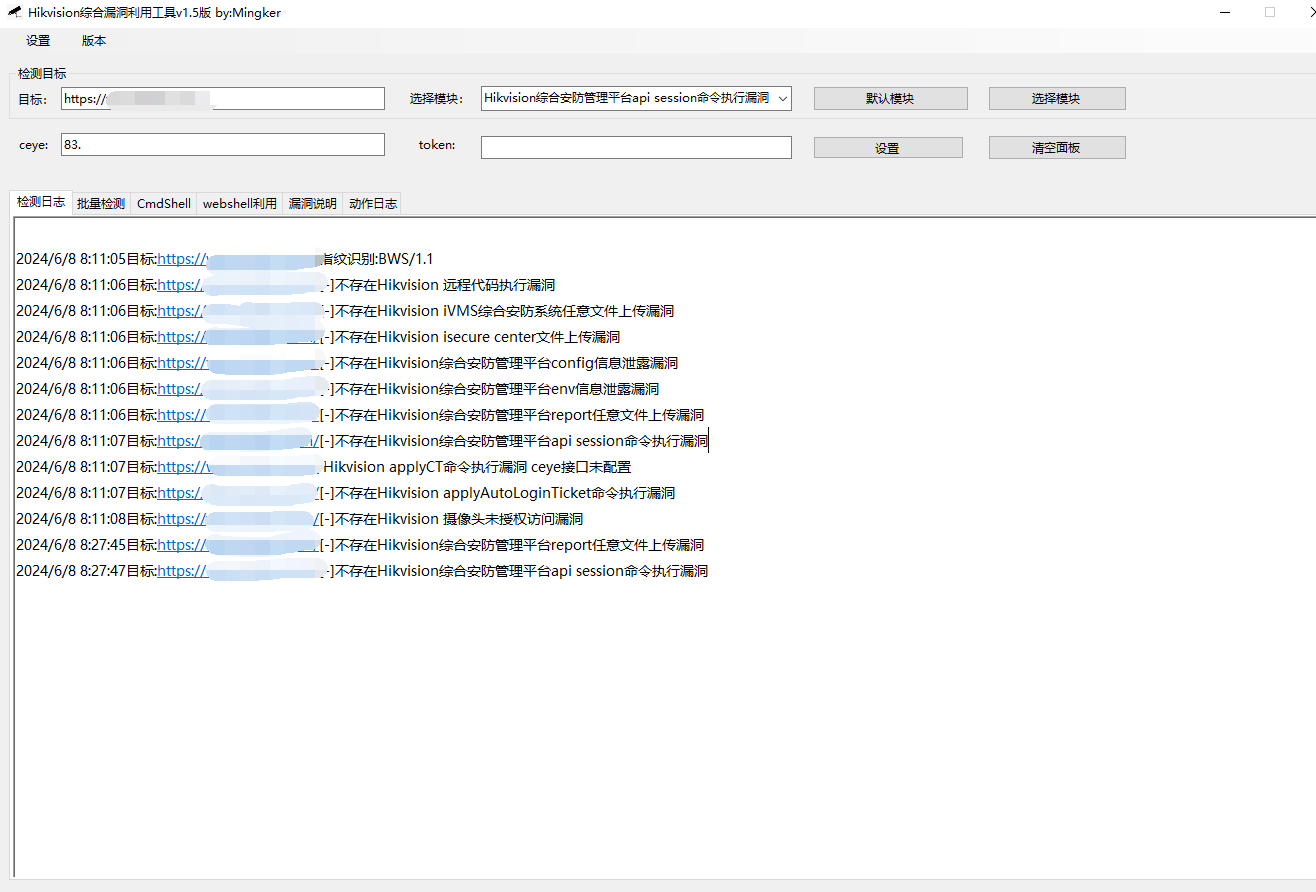 Hikvision综合漏洞利用工具v1.5版 by:Mingker
设置 版本
检测目标
目标: https:// 选择模块: Hikvision综合安防管理平台api session命令执行漏洞 默认模块 选择模块
ceye: 83. token: 设置 清空面板
检测日志 批量检测 CmdShell webshell利用 漏洞说明 动作日志
2024/6/8 8:11:05目标:https:// 指纹识别:BWS/1.1
2024/6/8 8:11:06目标:https:/ -]不存在Hikvision 远程代码执行漏洞
2024/6/8 8:11:06目标:https:/ -]不存在Hikvision iVMS综合安防系统任意文件上传漏洞
2024/6/8 8:11:06目标:https:// [-]不存在Hikvision isecure center文件上传漏洞
2024/6/8 8:11:06目标:https:// [-]不存在Hikvision综合安防管理平台config信息泄露漏洞
2024/6/8 8:11:06目标:https:/ -]不存在Hikvision综合安防管理平台env信息泄露漏洞
2024/6/8 8:11:06目标:https:// [-]不存在Hikvision综合安防管理平台report任意文件上传漏洞
2024/6/8 8:11:07目标:https:/ /[-]不存在Hikvision综合安防管理平台api session命令执行漏洞
2024/6/8 8:11:07目标:https:// Hikvision applyCT命令执行漏洞 ceye接口未配置
2024/6/8 8:11:07目标:https:/ /[-]不存在Hikvision applyAutoLoginTicket命令执行漏洞
2024/6/8 8:11:08目标:https:// /[-]不存在Hikvision 摄像头未授权访问漏洞
2024/6/8 8:27:45目标:https:// [-]不存在Hikvision综合安防管理平台report任意文件上传漏洞
2024/6/8 8:27:47目标:https:// -]不存在Hikvision综合安防管理平台api session命令执行漏洞